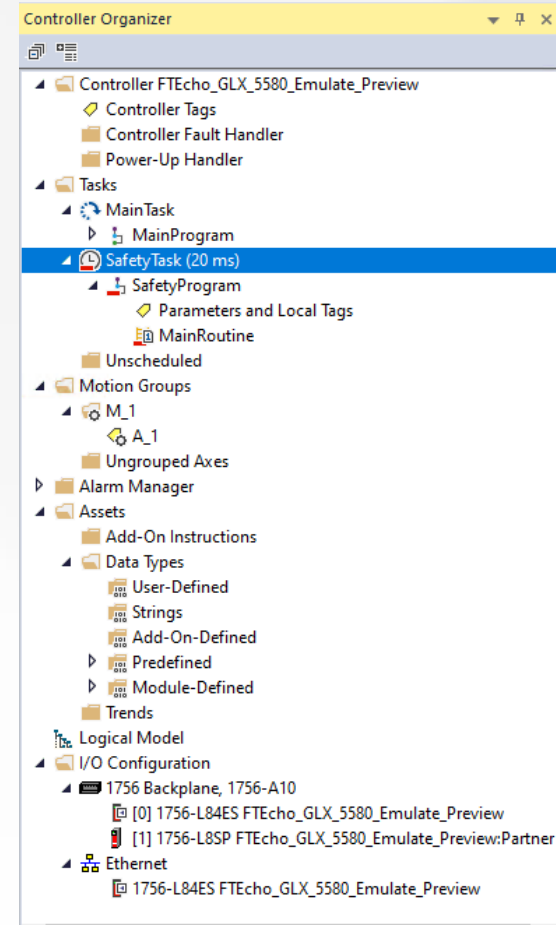 Controller Organizer
Controller FTEcho_GLX_5580_Emulate_Preview
Controller Tags
Controller Fault Handler
Power-Up Handler
Tasks
MainTask
MainProgram
SafetyTask (20 ms)
SafetyProgram
Parameters and Local Tags
MainRoutine
Unscheduled
Motion Groups
M_1
A_1
Ungrouped Axes
Alarm Manager
Assets
Add-On Instructions
Data Types
User-Defined
Strings
Add-On-Defined
Predefined
Module-Defined
Trends
Logical Model
I/O Configuration
1756 Backplane, 1756-A10
[0] 1756-L84ES FTEcho_GLX_5580_Emulate_Preview
[1] 1756-L8SP FTEcho_GLX_5580_Emulate_Preview:Partner
Ethernet
1756-L84ES FTEcho_GLX_5580_Emulate_Preview